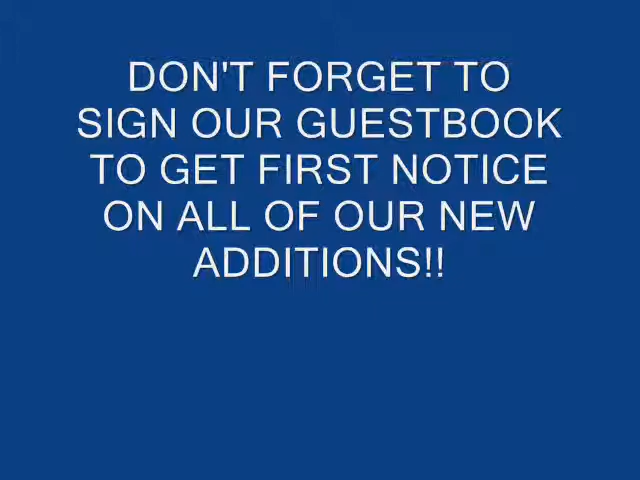 DON'T FORGET TO
SIGN OUR GUESTBOOK
TO GET FIRST NOTICE
ON ALL OF OUR NEW
ADDITIONS!!